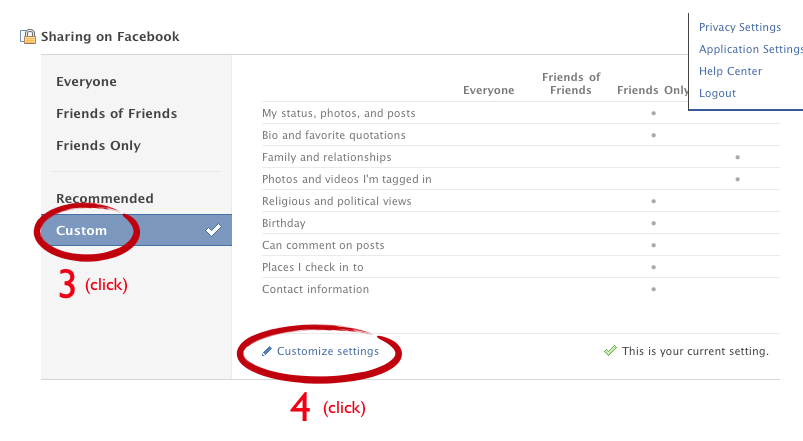 Sharing on Facebook
Privacy Settings
Application Settings
Help Center
Logout
Everyone
Friends of Friends
Friends Only
Recommended
Custom
3 (click)
Everyone
Friends of
Friends
Friends Only
My status, photos, and posts
Bio and favorite quotations
Family and relationships
Photos and videos I'm tagged in
Religious and political views
Birthday
Can comment on posts
Places I check in to
Contact information
Customize settings
This is your current setting.
4 (click)